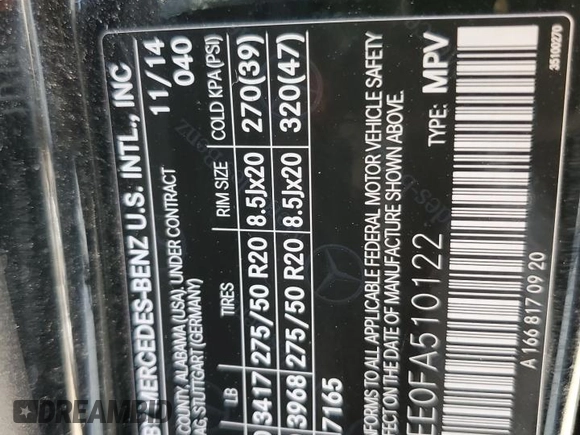 BY MERCEDES-BENZ U.S. INTL., INC
COUNTY, ALABAMA (USA), UNDER CONTRACT
AG STUTTGART (GERMANY)
11/14
040
LB TIRES RIM SIZE COLD KPA (PSI)
3417 275/50 R20 8.5Jx20 270(39)
3968 275/50 R20 8.5Jx20 320(47)
7165
S TO ALL APPLICABLE FEDERAL MOTOR VEHICLE SAFETY
EFFECT ON THE DATE OF MANUFACTURE SHOWN ABOVE.
EE0FA510122 TYPE: MPV
A 166 817 09 20
35100270
DREAMBID